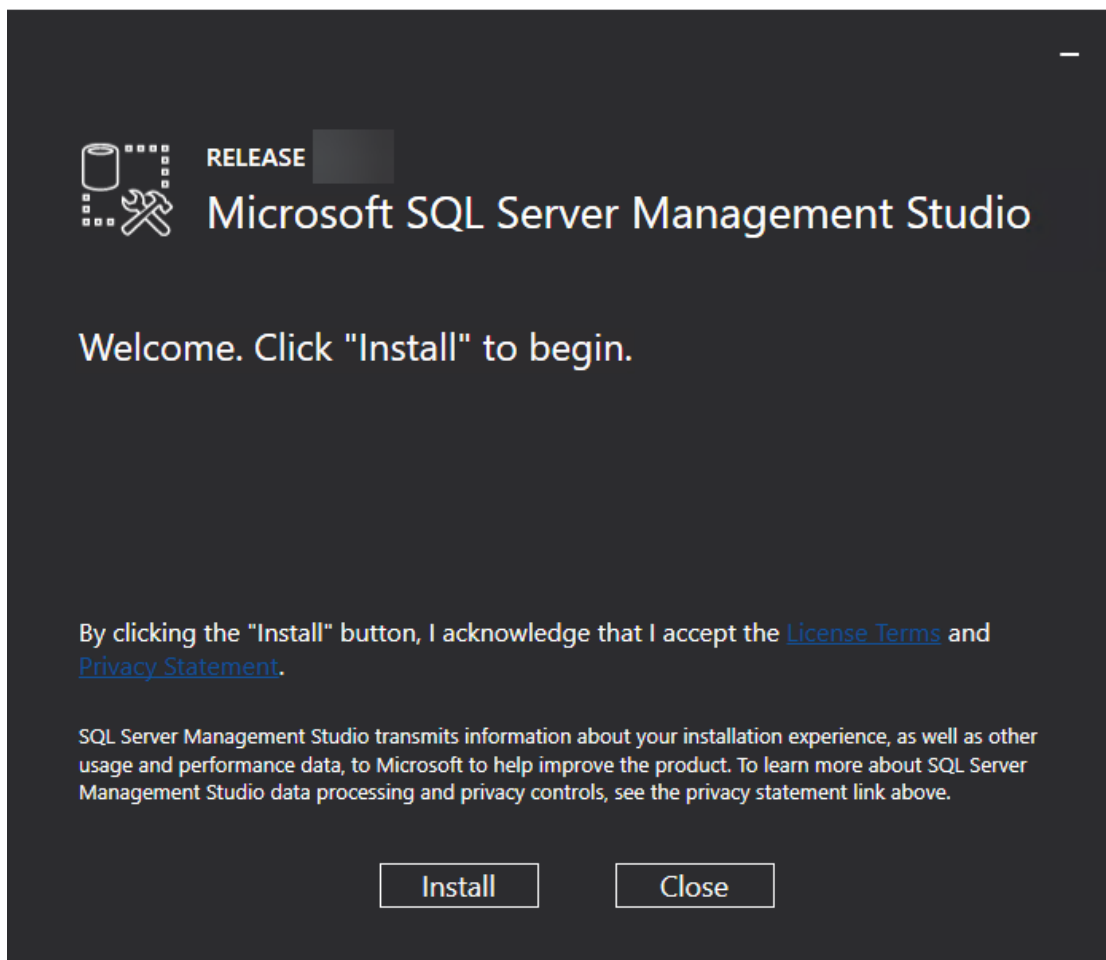 RELEASE
Microsoft SQL Server Management Studio
Welcome. Click "Install" to begin.
By clicking the "Install" button, I acknowledge that I accept the License Terms and
Privacy Statement.
SQL Server Management Studio transmits information about your installation experience, as well as other
usage and performance data, to Microsoft to help improve the product. To learn more about SQL Server
Management Studio data processing and privacy controls, see the privacy statement link above.
Install
Close